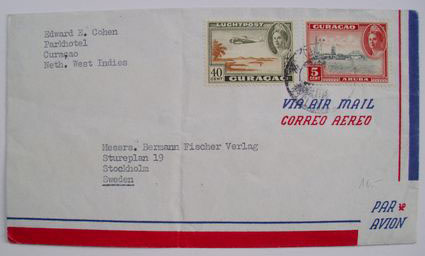 Edward E. Cohen
Parkhotel
Curaçao
Neth. West Indies
LUCHTPOST
40 CENT
CURAÇAO
CURAÇAO
5 CENT
ARUBA
VIA AIR MAIL
CORREO AEREO
Messrs. Bermann Fischer Verlag
Stureplan 19
Stockholm
Sweden
PAR
AVION